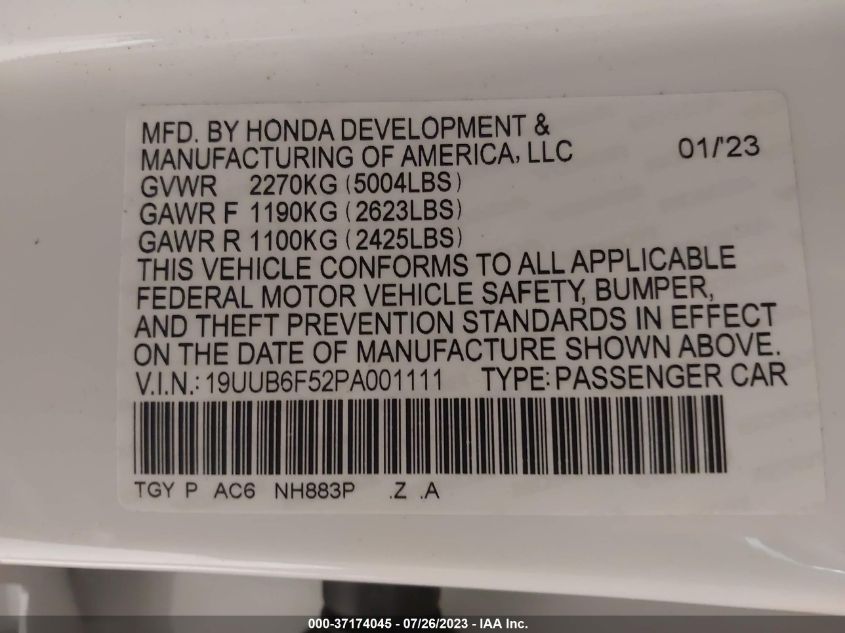 MFD. BY HONDA DEVELOPMENT &
MANUFACTURING OF AMERICA, LLC 01/'23
GVWR 2270KG (5004LBS)
GAWR F 1190KG (2623LBS)
GAWR R 1100KG (2425LBS)
THIS VEHICLE CONFORMS TO ALL APPLICABLE
FEDERAL MOTOR VEHICLE SAFETY, BUMPER,
AND THEFT PREVENTION STANDARDS IN EFFECT
ON THE DATE OF MANUFACTURE SHOWN ABOVE.
V.I.N.: 19UUB6F52PA001111 TYPE: PASSENGER CAR
TGY P AC6 NH883P .Z .A
000-37174045 - 07/26/2023 - IAA Inc.